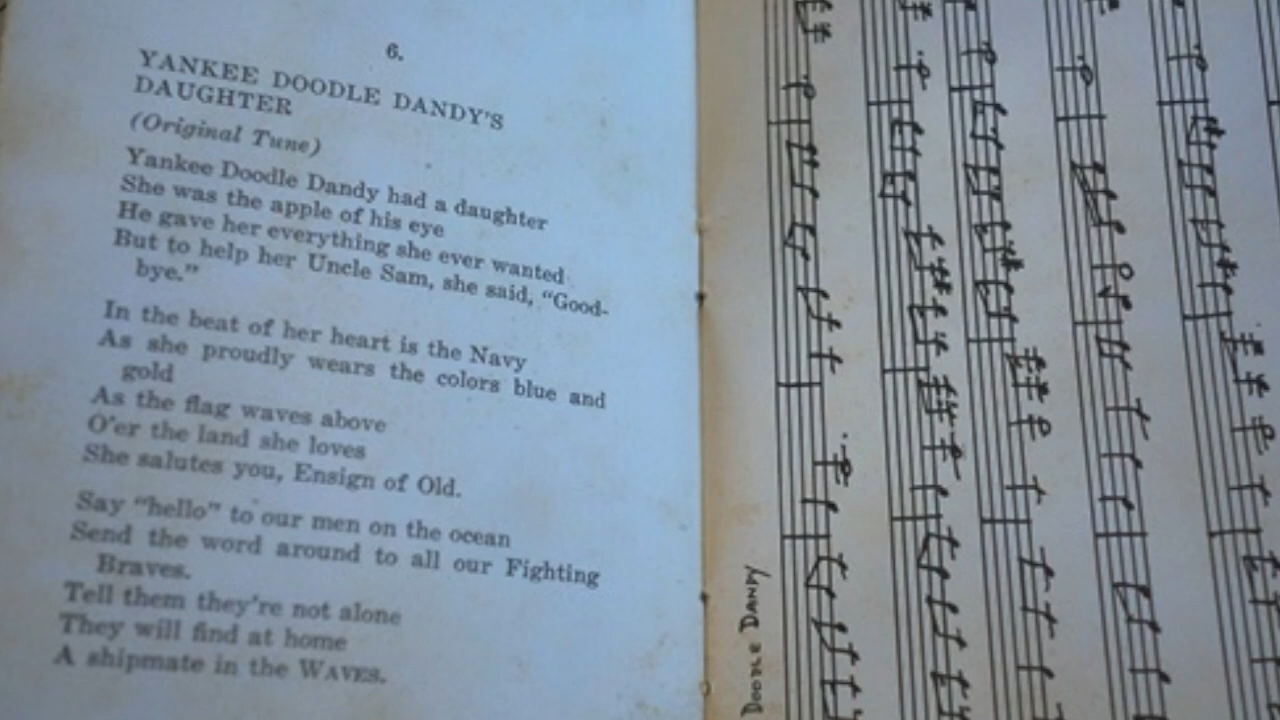 6.
YANKEE DOODLE DANDY'S
DAUGHTER
(Original Tune)
Yankee Doodle Dandy had a daughter
She was the apple of his eye
He gave her everything she ever wanted
But to help her Uncle Sam, she said, “Good-
bye.”
In the beat of her heart is the Navy
As she proudly wears the colors blue and
gold
As the flag waves above
O'er the land she loves
She salutes you, Ensign of Old.
Say “hello” to our men on the ocean
Send the word around to all our Fighting
Braves.
Tell them they're not alone
They will find at home
A shipmate in the WAVES.
DOODLE DANDY